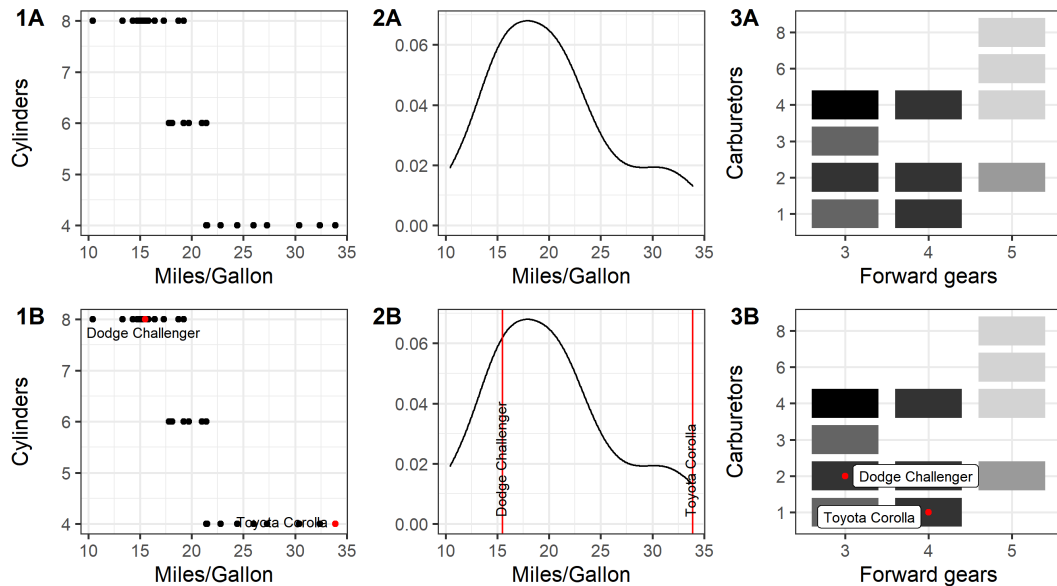 1A
Cylinders
8
7
6
5
4
10 15 20 25 30 35
Miles/Gallon
2A
0.06
0.04
0.02
0.00
10 15 20 25 30 35
Miles/Gallon
3A
Carburetors
8
6
4
3
2
1
3 4 5
Forward gears
1B
Cylinders
8
7
6
5
4
Dodge Challenger
Toyota Corolla
10 15 20 25 30 35
Miles/Gallon
2B
0.06
0.04
0.02
0.00
Dodge Challenger
Toyota Corolla
10 15 20 25 30 35
Miles/Gallon
3B
Carburetors
8
6
4
3
2
1
Dodge Challenger
Toyota Corolla
3 4 5
Forward gears